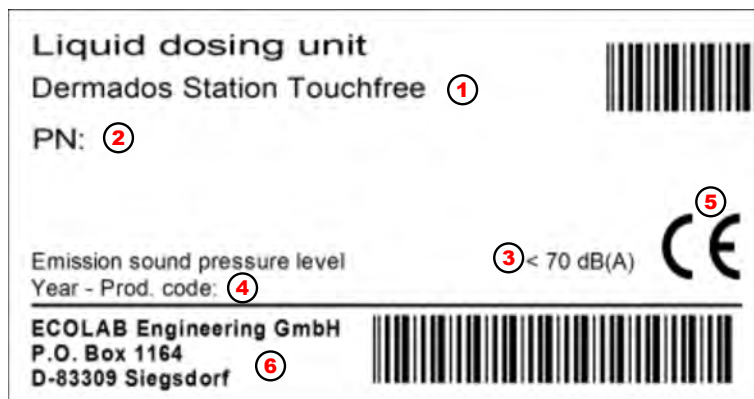 Liquid dosing unit
Dermados Station Touchfree 1
PN: 2
5
CE
Emission sound pressure level 3 < 70 dB(A)
Year - Prod. code: 4
ECOLAB Engineering GmbH
P.O. Box 1164
D-83309 Siegsdorf 6